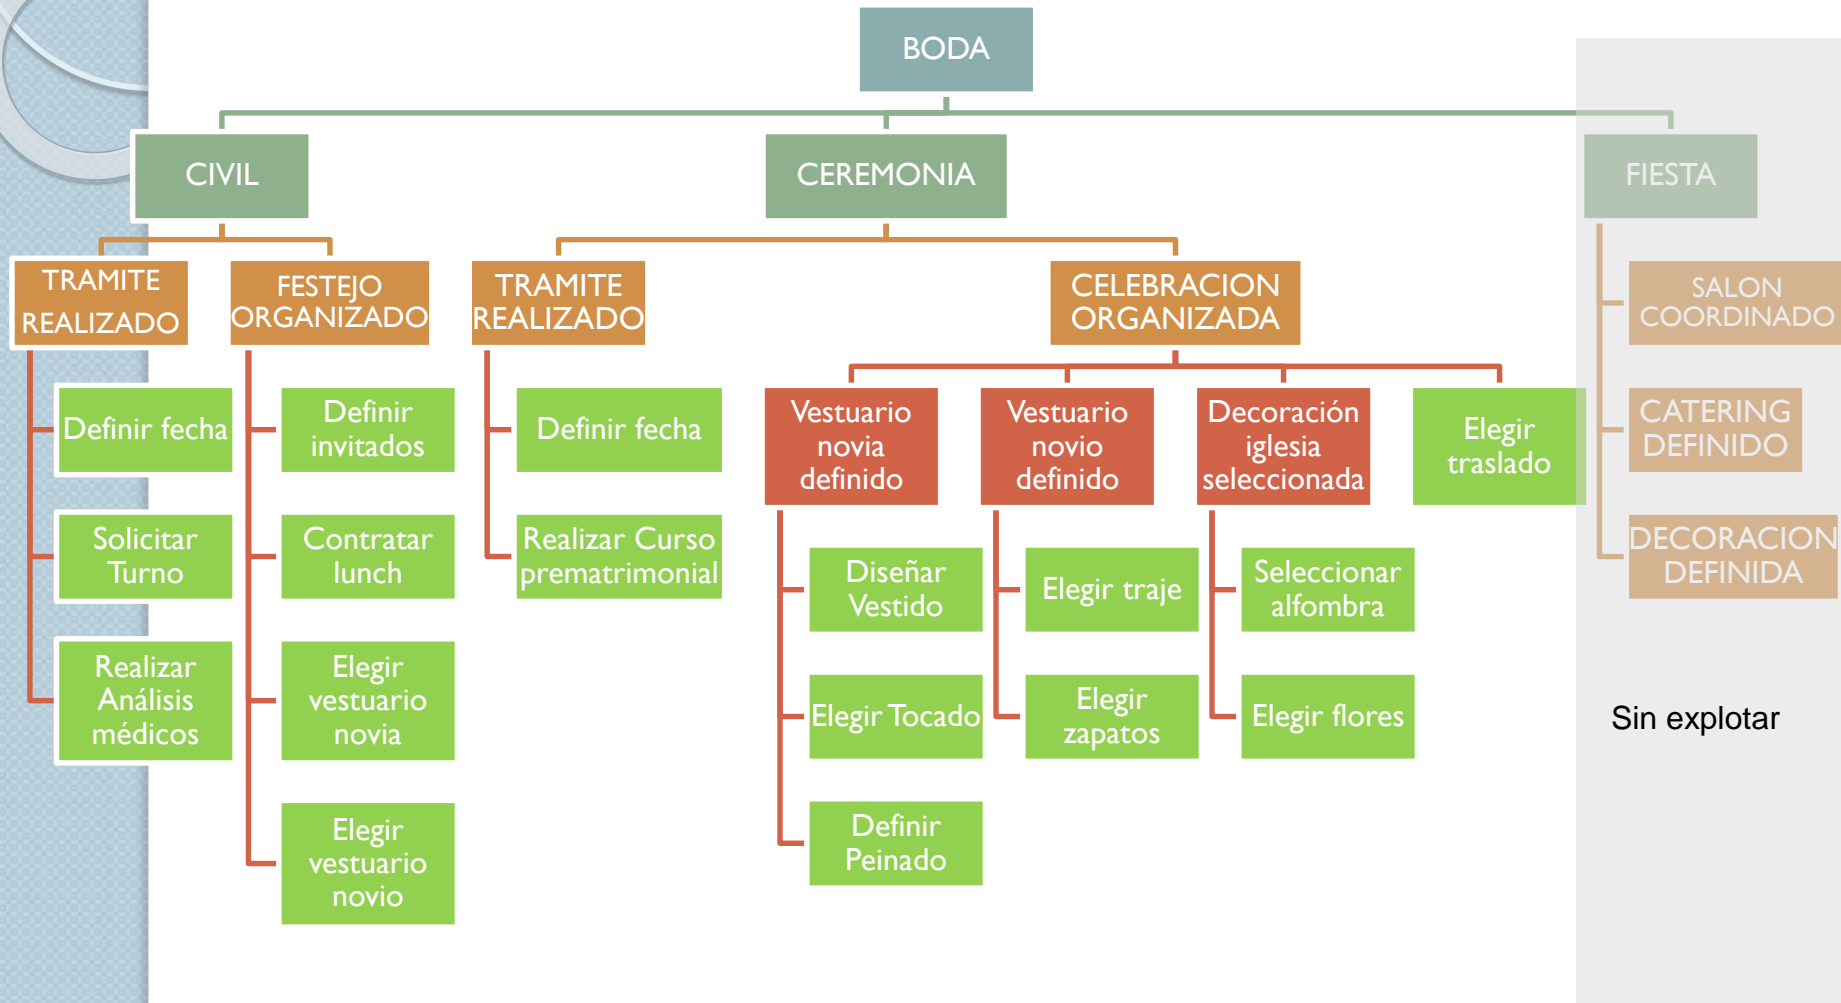 BODA
CIVIL
CEREMONIA
FIESTA
TRAMITE
REALIZADO
FESTEJO
ORGANIZADO
TRAMITE
REALIZADO
CELEBRACION
ORGANIZADA
SALON
COORDINADO
Definir fecha
Definir
invitados
Definir fecha
Vestuario
novia
definido
Vestuario
novio
definido
Decoración
iglesia
seleccionada
Elegir
traslado
CATERING
DEFINIDO
Solicitar
Turno
Contratar
lunch
Realizar Curso
prematrimonial
Diseñar
Vestido
Elegir traje
Seleccionar
alfombra
DECORACION
DEFINIDA
Realizar
Análisis
médicos
Elegir
vestuario
novia
Elegir Tocado
Elegir
zapatos
Elegir flores
Sin explotar
Elegir
vestuario
novio
Definir
Peinado